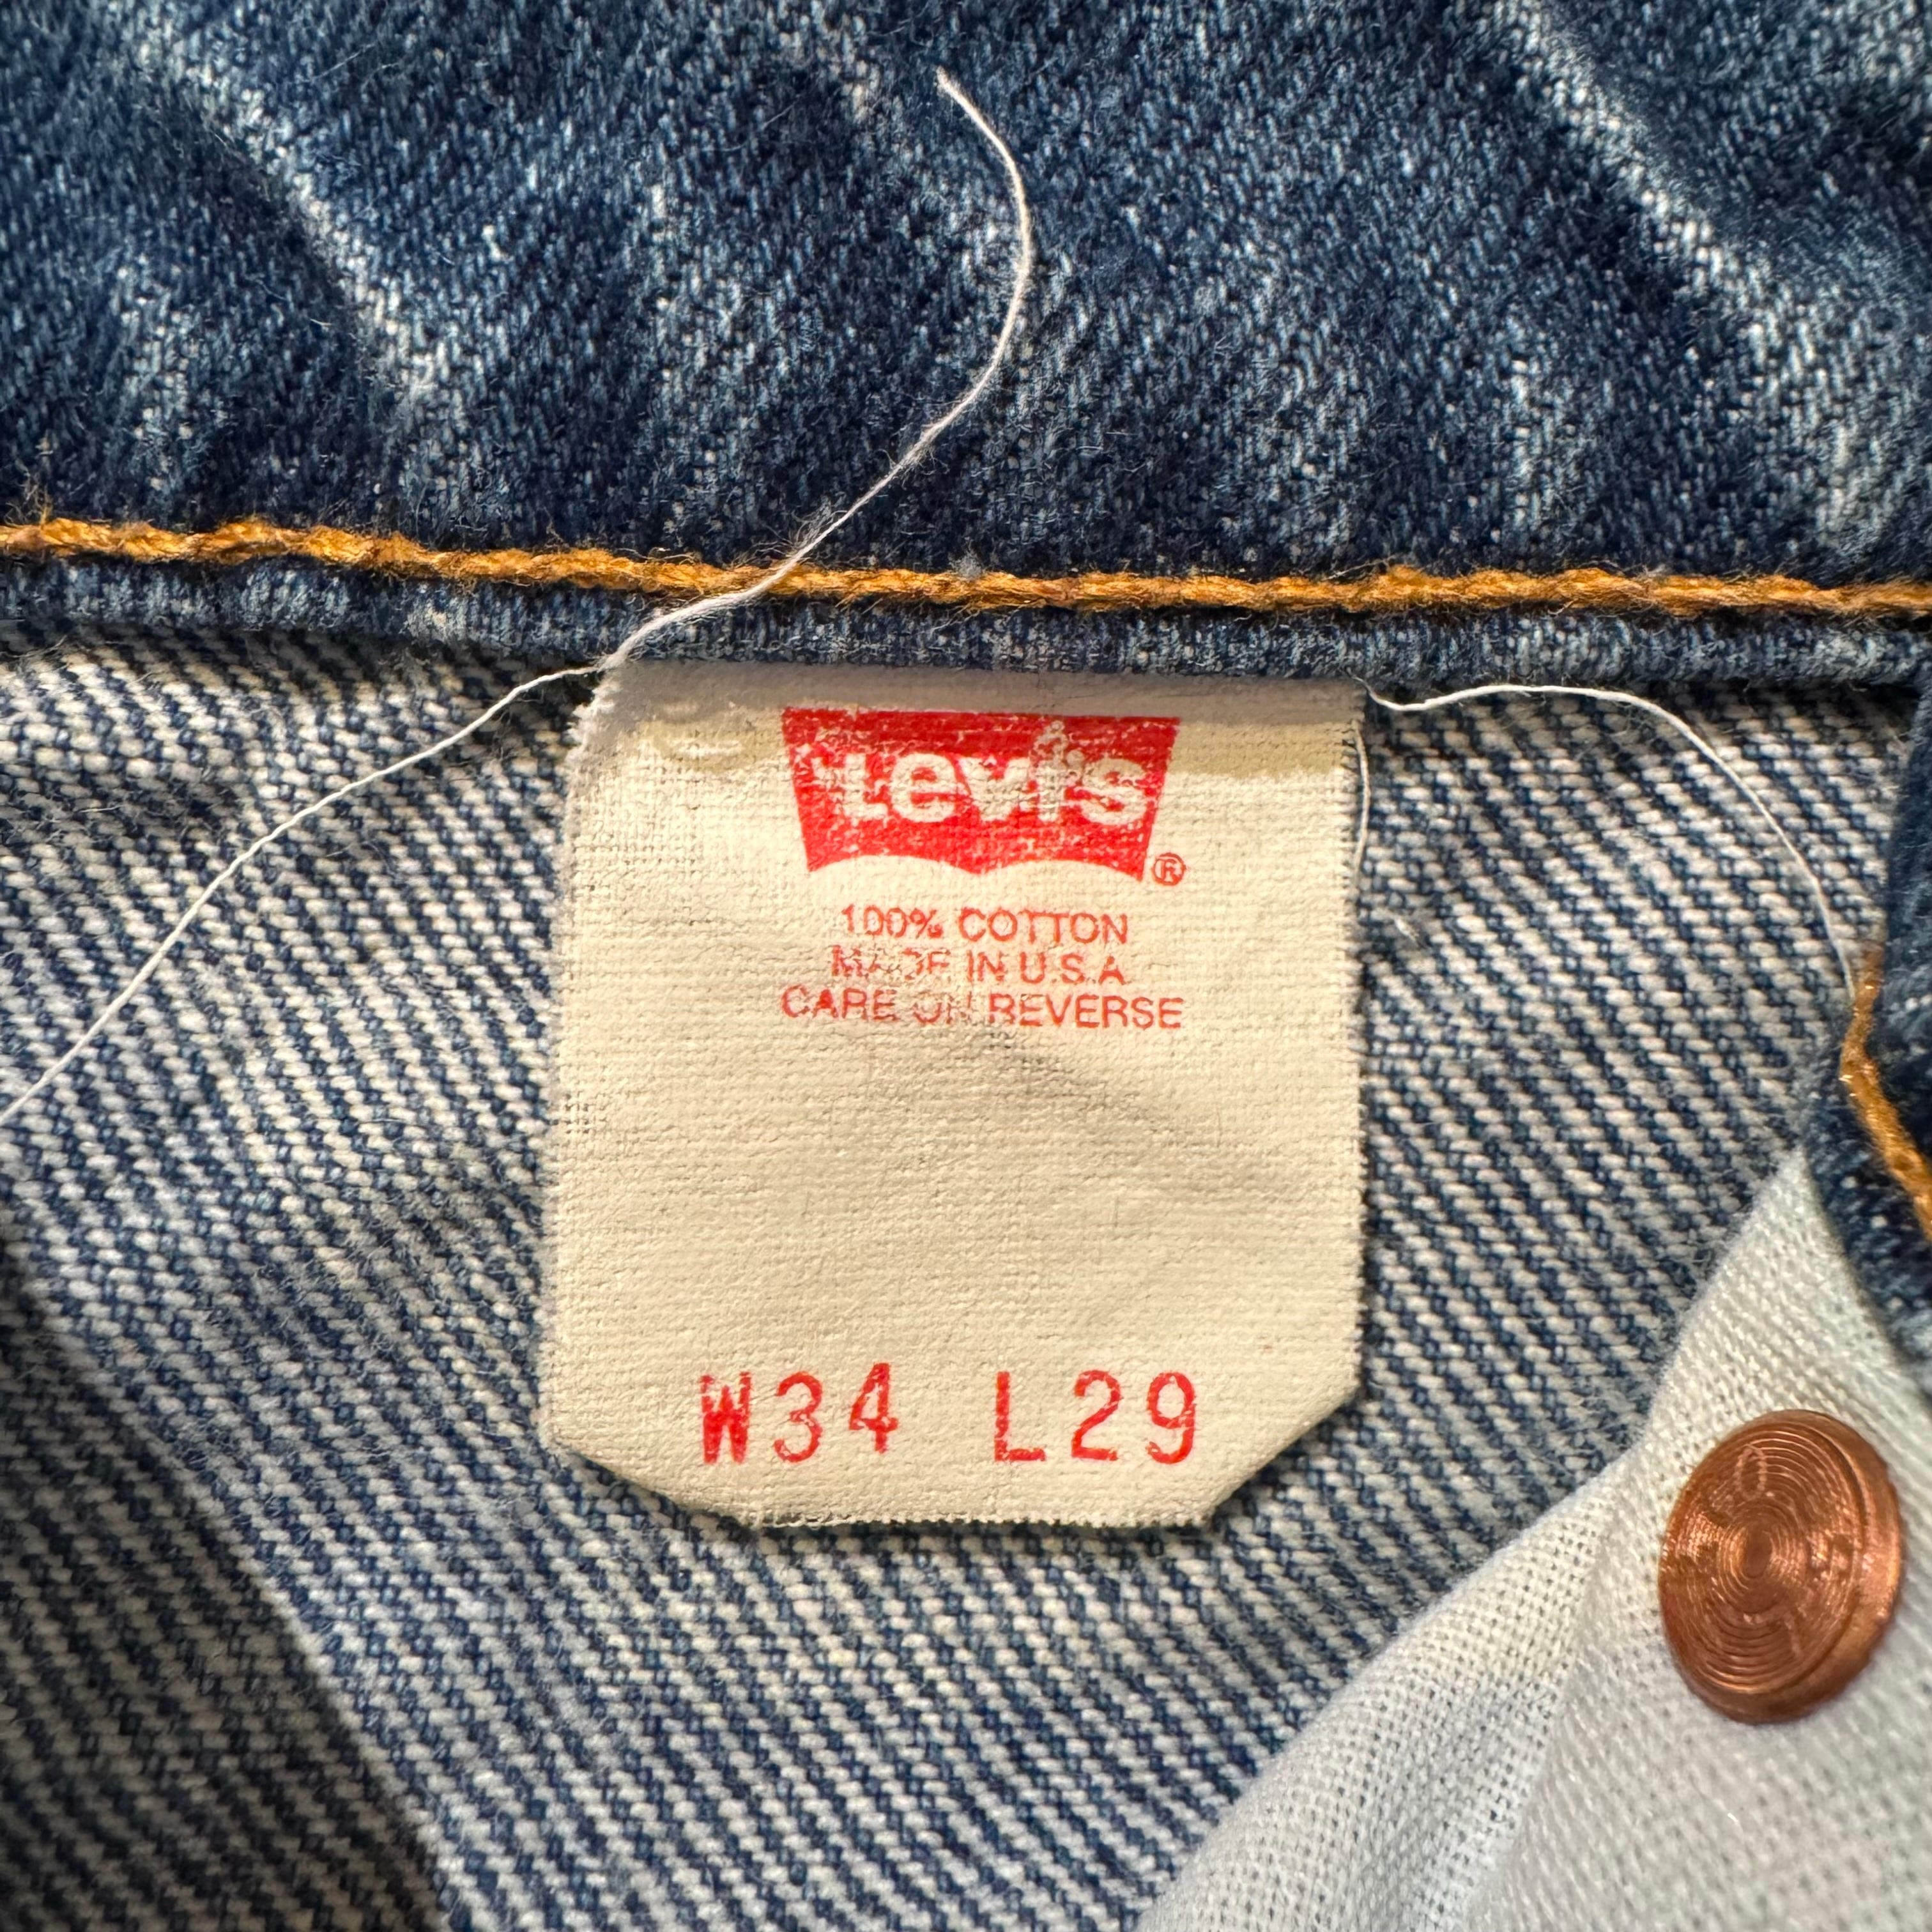 Levi's ®
100% COTTON
MADE IN U.S.A
CARE ON REVERSE
W34 L29